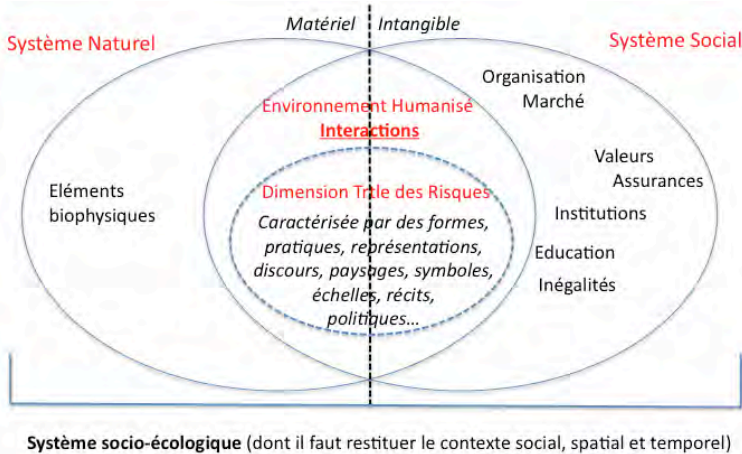 Matériel Intangible
Système Naturel
Système Social
Organisation
Marché
Environnement Humanisé
Interactions
Valeurs
Assurances
Eléments
biophysiques
Dimension Trtle des Risques
Caractérisée par des formes,
pratiques, représentations,
discours, paysages, symboles,
échelles, récits,
politiques...
Institutions
Education
Inégalités
Système socio-écologique (dont il faut restituer le contexte social, spatial et temporel)